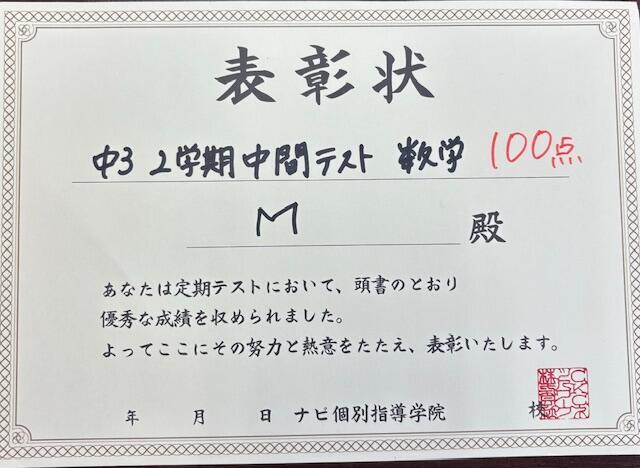 表彰状
中3 2学期中間テスト 数学 100点
M 殿
あなたは定期テストにおいて、頭書のとおり
優秀な成績を収められました。
よってここにその努力と熱意をたたえ、表彰いたします。
年 月 日 ナビ個別指導学院 校